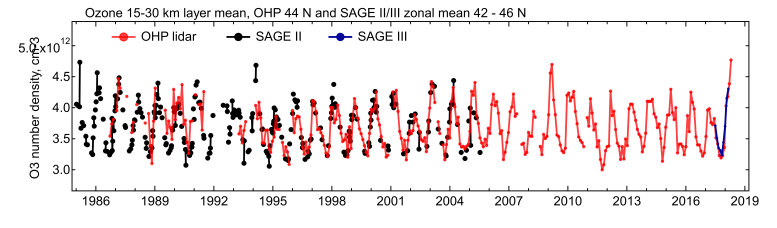 Ozone 15-30 km layer mean, OHP 44 N and SAGE II/III zonal mean 42 - 46 N
OHP lidar SAGE II SAGE III
O3 number density, cm-3
5.0x10^12
4.5
4.0
3.5
3.0
1986 1989 1992 1995 1998 2001 2004 2007 2010 2013 2016 2019